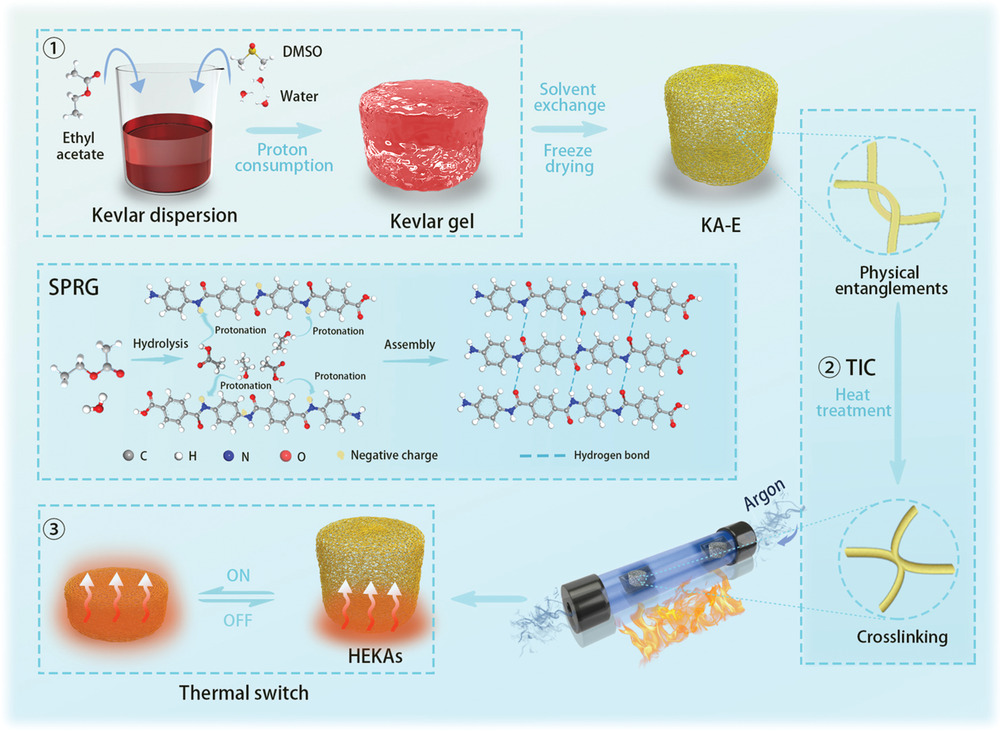 ①
DMSO
Water
Ethyl
acetate
Proton
consumption
Kevlar dispersion
Kevlar gel
Solvent
exchange
Freeze
drying
KA-E
Physical
entanglements
② TIC
Heat
treatment
Crosslinking
SPRG
Hydrolysis
Protonation
Protonation
Protonation
Protonation
Assembly
C H N O Negative charge Hydrogen bond
Argon
③
ON
OFF
HEKAs
Thermal switch